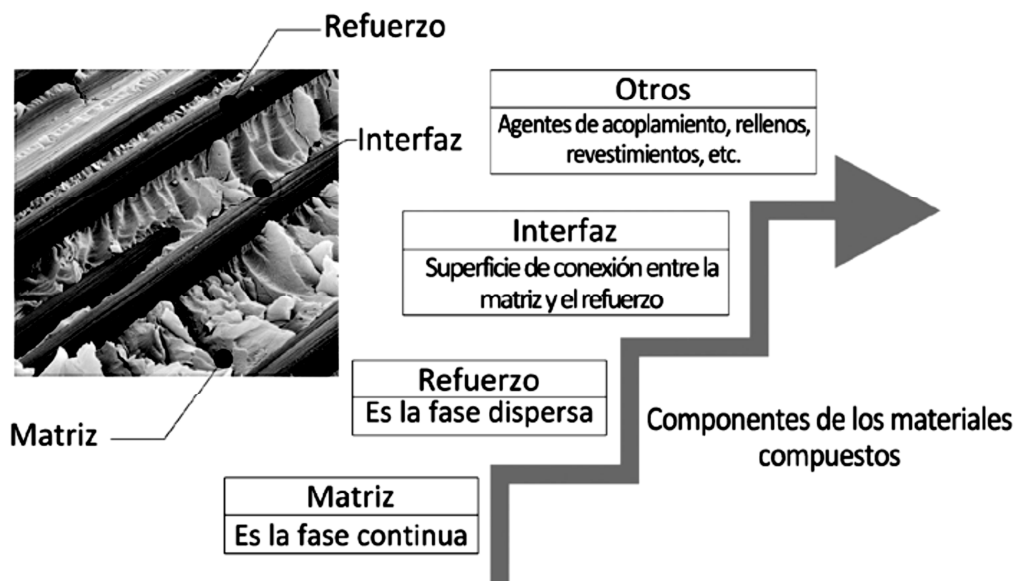 Refuerzo
Interfaz
Matriz
Otros
Agentes de acoplamiento, rellenos,
revestimientos, etc.
Interfaz
Superficie de conexión entre la
matriz y el refuerzo
Refuerzo
Es la fase dispersa
Matriz
Es la fase continua
Componentes de los materiales
compuestos